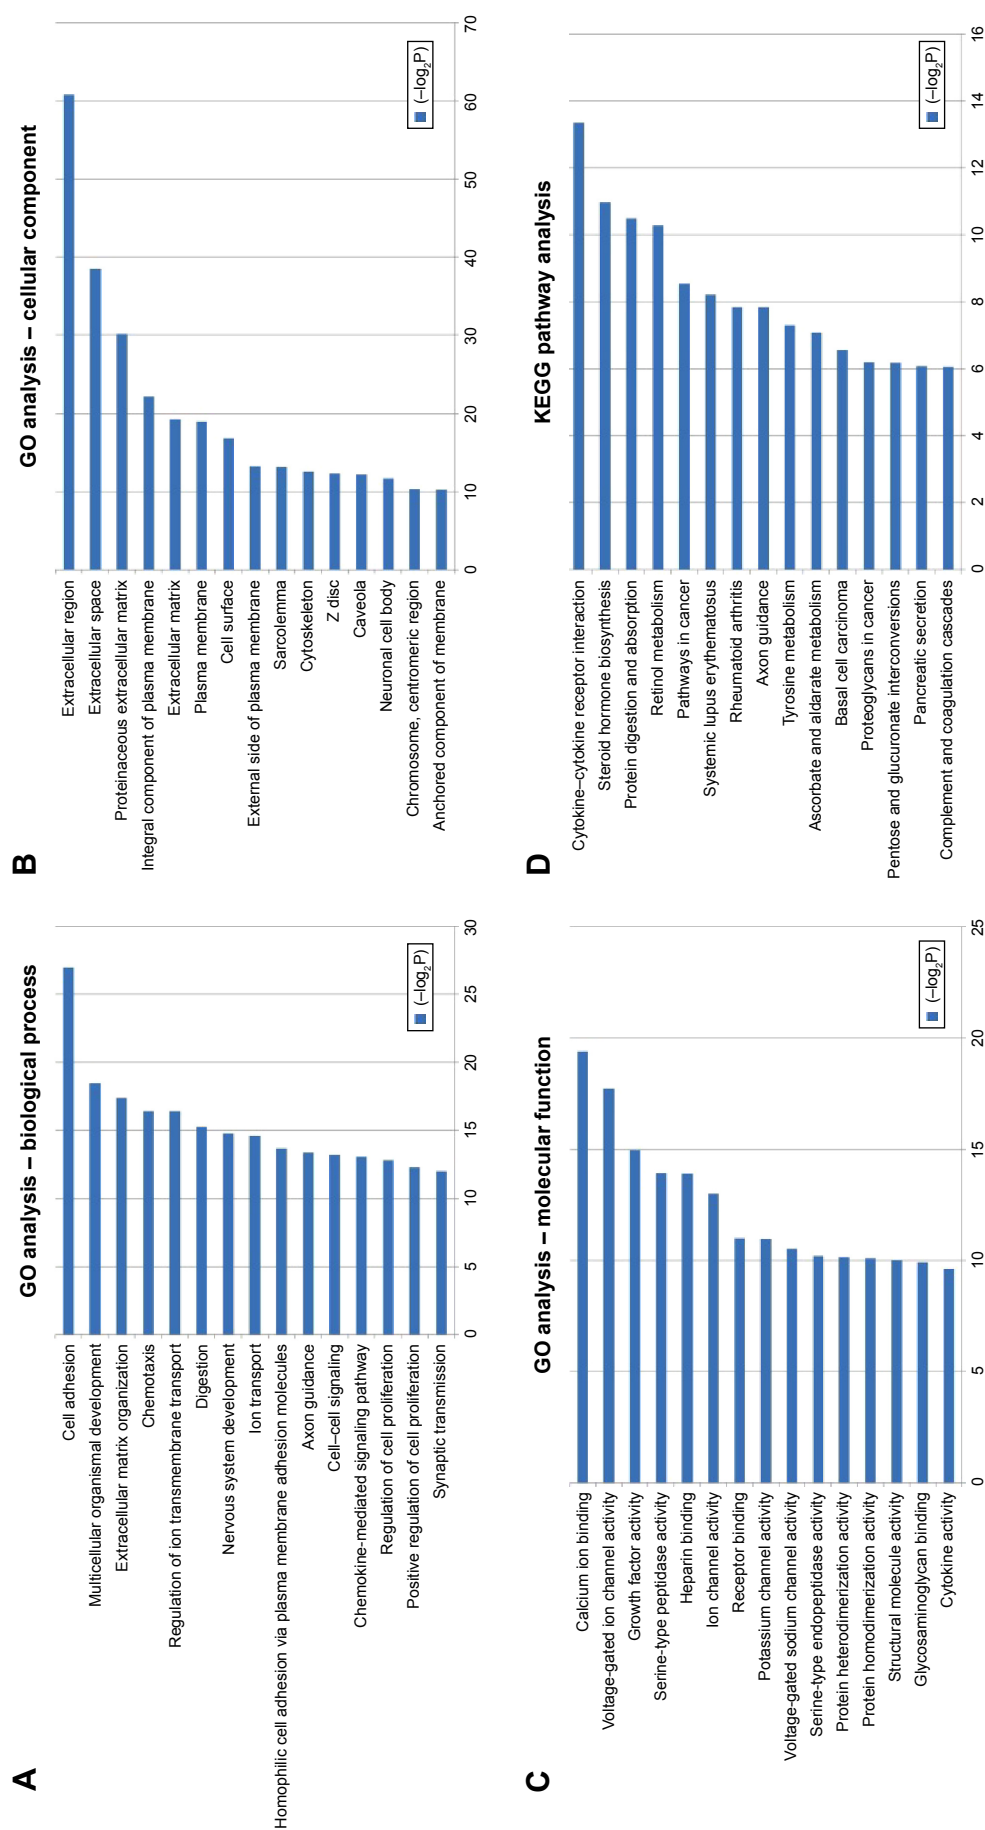 A
GO analysis – biological process
Cell adhesion
Multicellular organismal development
Extracellular matrix organization
Chemotaxis
Regulation of ion transmembrane transport
Digestion
Nervous system development
Ion transport
Homophilic cell adhesion via plasma membrane adhesion molecules
Axon guidance
Cell–cell signaling
Chemokine-mediated signaling pathway
Regulation of cell proliferation
Positive regulation of cell proliferation
Synaptic transmission
0 5 10 15 20 25 30
(–log₂P)
B
GO analysis – cellular component
Extracellular region
Extracellular space
Proteinaceous extracellular matrix
Integral component of plasma membrane
Extracellular matrix
Plasma membrane
Cell surface
External side of plasma membrane
Sarcolemma
Cytoskeleton
Z disc
Caveola
Neuronal cell body
Chromosome, centromeric region
Anchored component of membrane
0 10 20 30 40 50 60 70
(–log₂P)
C
GO analysis – molecular function
Calcium ion binding
Voltage-gated ion channel activity
Growth factor activity
Serine-type peptidase activity
Heparin binding
Ion channel activity
Receptor binding
Potassium channel activity
Voltage-gated sodium channel activity
Serine-type endopeptidase activity
Protein heterodimerization activity
Protein homodimerization activity
Structural molecule activity
Glycosaminoglycan binding
Cytokine activity
0 5 10 15 20 25
(–log₂P)
D
KEGG pathway analysis
Cytokine–cytokine receptor interaction
Steroid hormone biosynthesis
Protein digestion and absorption
Retinol metabolism
Pathways in cancer
Systemic lupus erythematosus
Rheumatoid arthritis
Axon guidance
Tyrosine metabolism
Ascorbate and aldarate metabolism
Basal cell carcinoma
Proteoglycans in cancer
Pentose and glucuronate interconversions
Pancreatic secretion
Complement and coagulation cascades
0 2 4 6 8 10 12 14 16
(–log₂P)